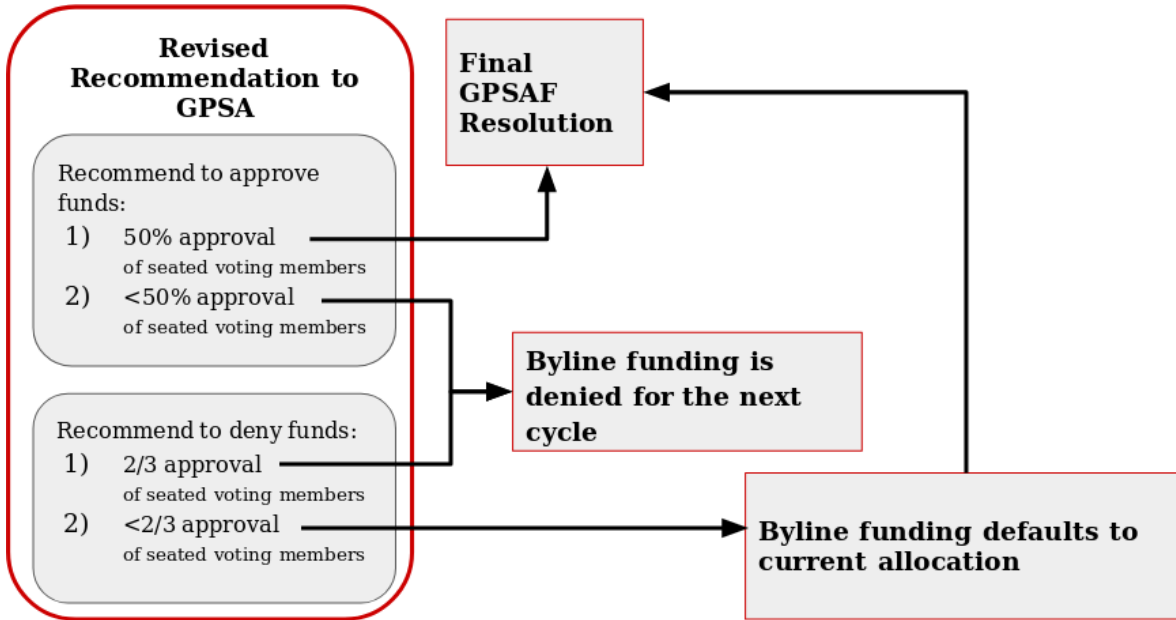 Revised
Recommendation to
GPSA
Recommend to approve
funds:
1) 50% approval
of seated voting members
2) <50% approval
of seated voting members
Recommend to deny funds:
1) 2/3 approval
of seated voting members
2) <2/3 approval
of seated voting members
Final
GPSAF
Resolution
Byline funding is
denied for the next
cycle
Byline funding defaults to
current allocation